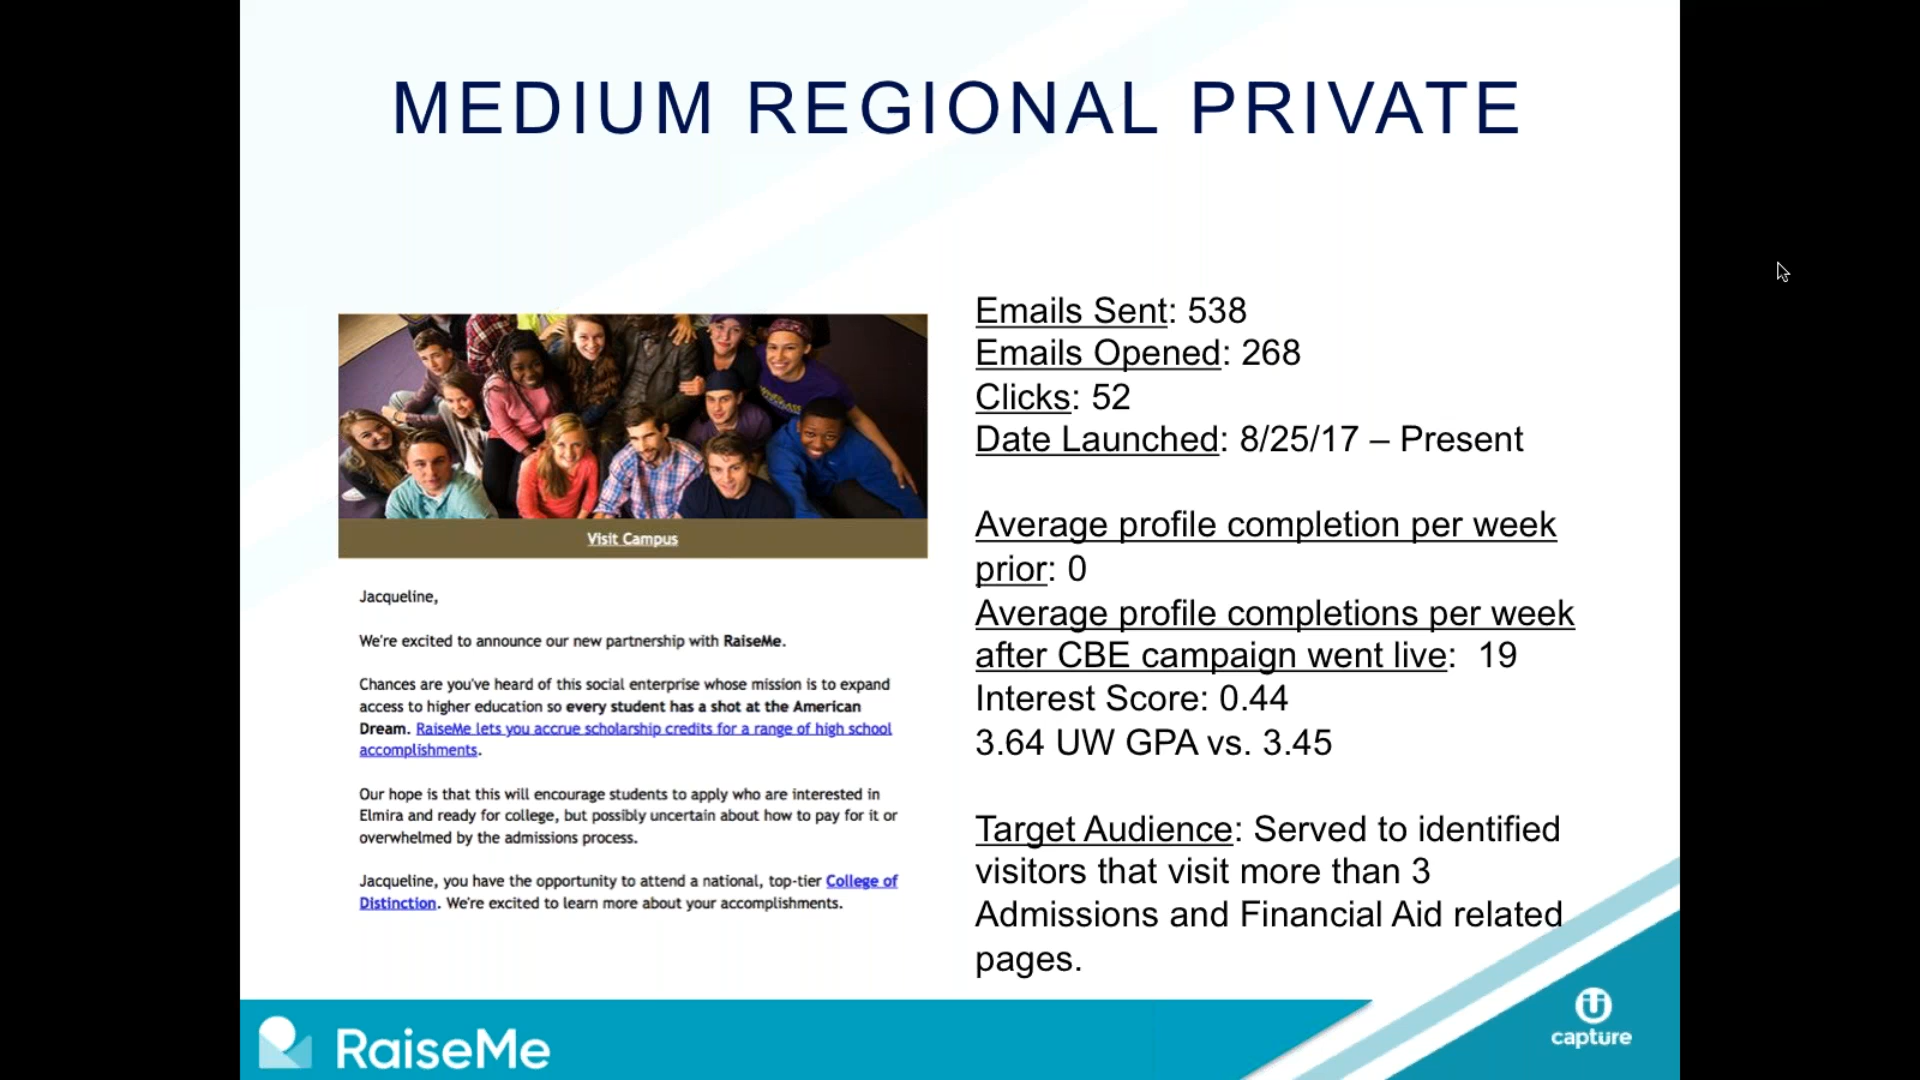 MEDIUM REGIONAL PRIVATE
Visit Campus
Jacqueline,
We're excited to announce our new partnership with RaiseMe.
Chances are you've heard of this social enterprise whose mission is to expand
access to higher education so every student has a shot at the American
Dream. RaiseMe lets you accrue scholarship credits for a range of high school
accomplishments.
Our hope is that this will encourage students to apply who are interested in
Elmira and ready for college, but possibly uncertain about how to pay for it or
overwhelmed by the admissions process.
Jacqueline, you have the opportunity to attend a national, top-tier College of
Distinction. We're excited to learn more about your accomplishments.
Emails Sent: 538
Emails Opened: 268
Clicks: 52
Date Launched: 8/25/17 – Present
Average profile completion per week
prior: 0
Average profile completions per week
after CBE campaign went live:  19
Interest Score: 0.44
3.64 UW GPA vs. 3.45
Target Audience: Served to identified
visitors that visit more than 3
Admissions and Financial Aid related
pages.
RaiseMe
capture